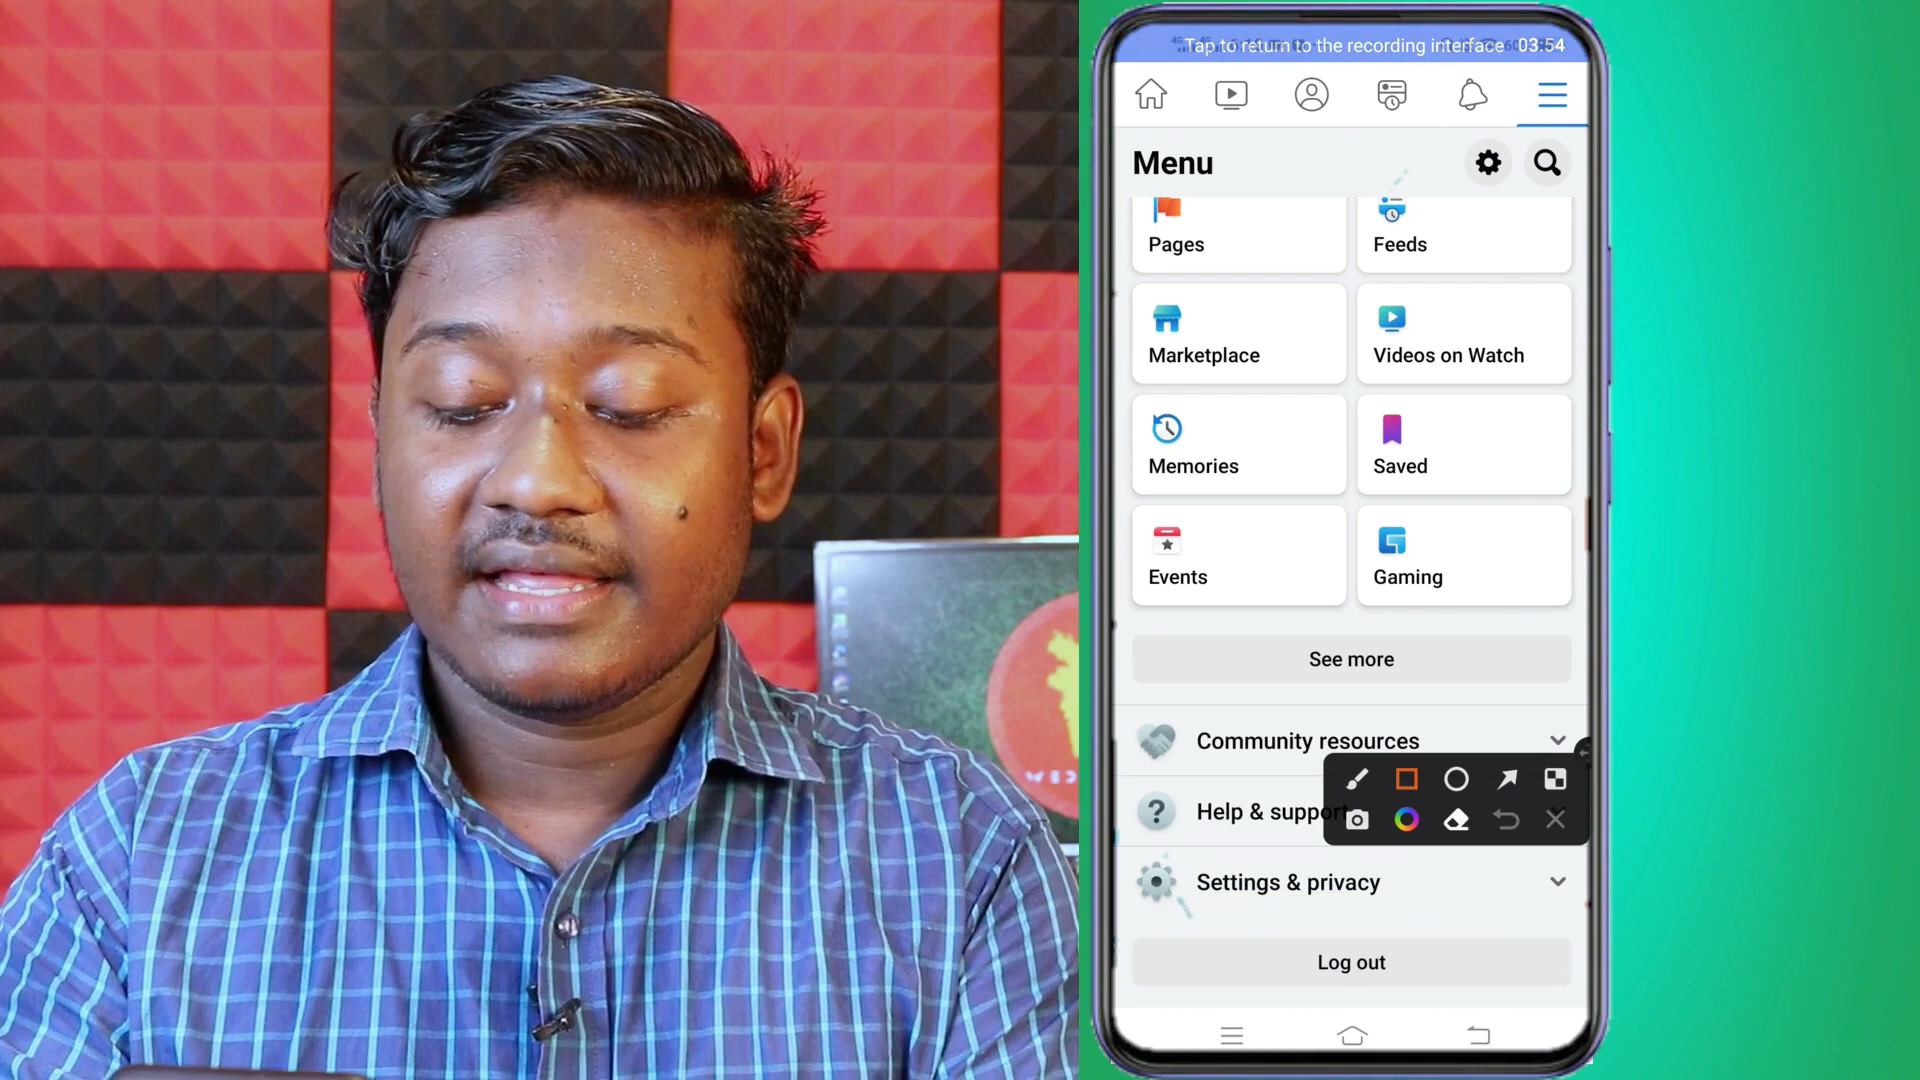 Tap to return to the recording interface 03:54
Menu
Pages
Feeds
Marketplace
Videos on Watch
Memories
Saved
Events
Gaming
See more
Community resources
Help & support
Settings & privacy
Log out